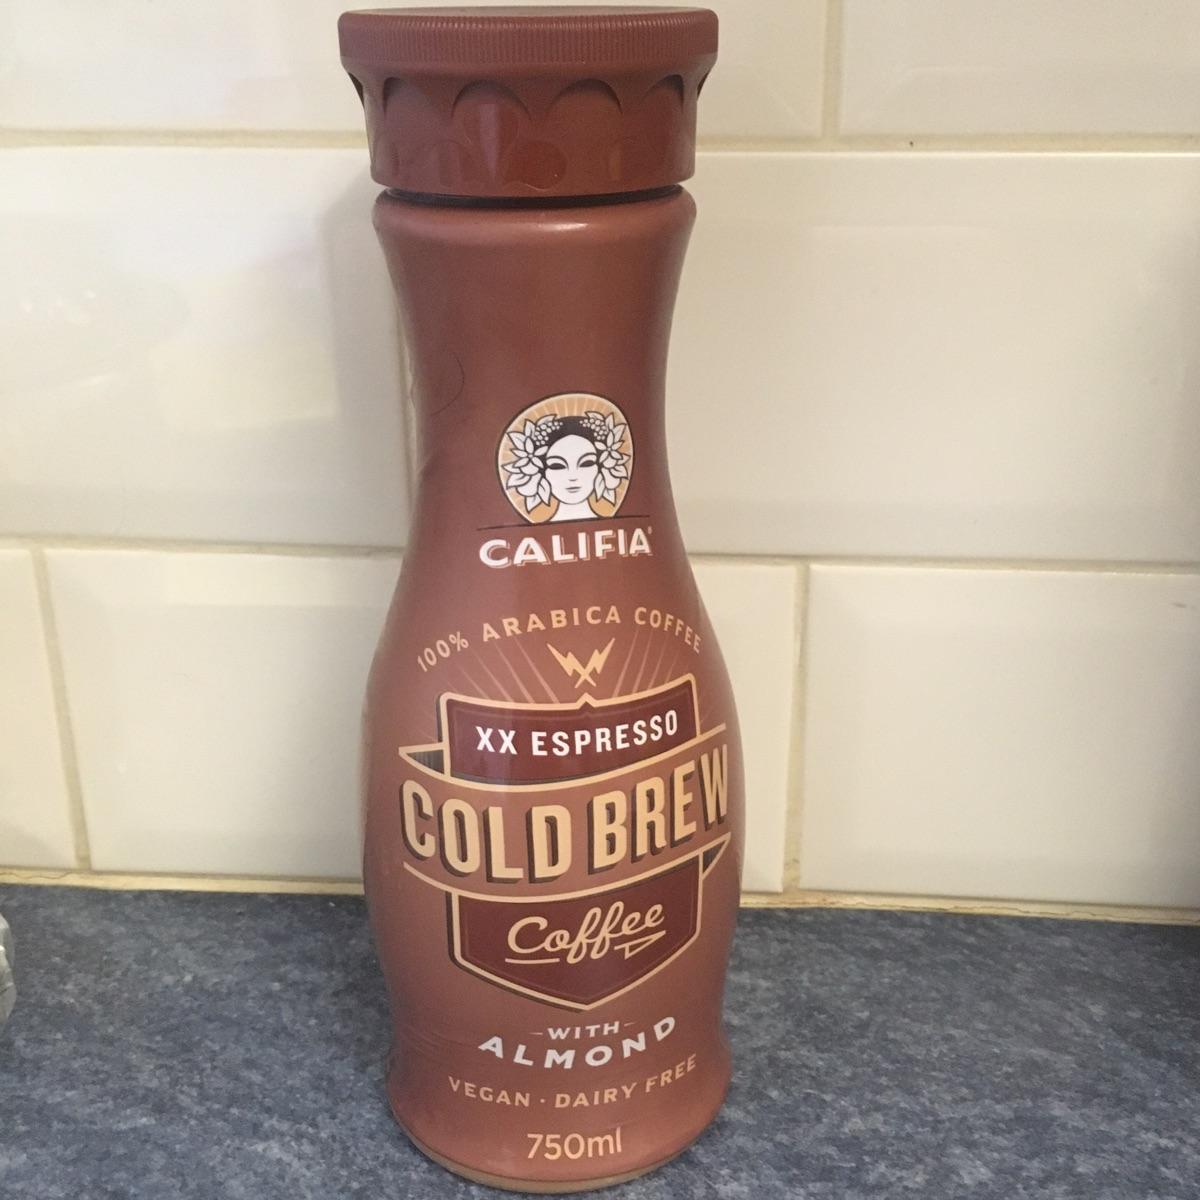 CALIFIA
100% ARABICA COFFEE
XX ESPRESSO
COLD BREW
Coffee
WITH
ALMOND
VEGAN · DAIRY FREE
750ml